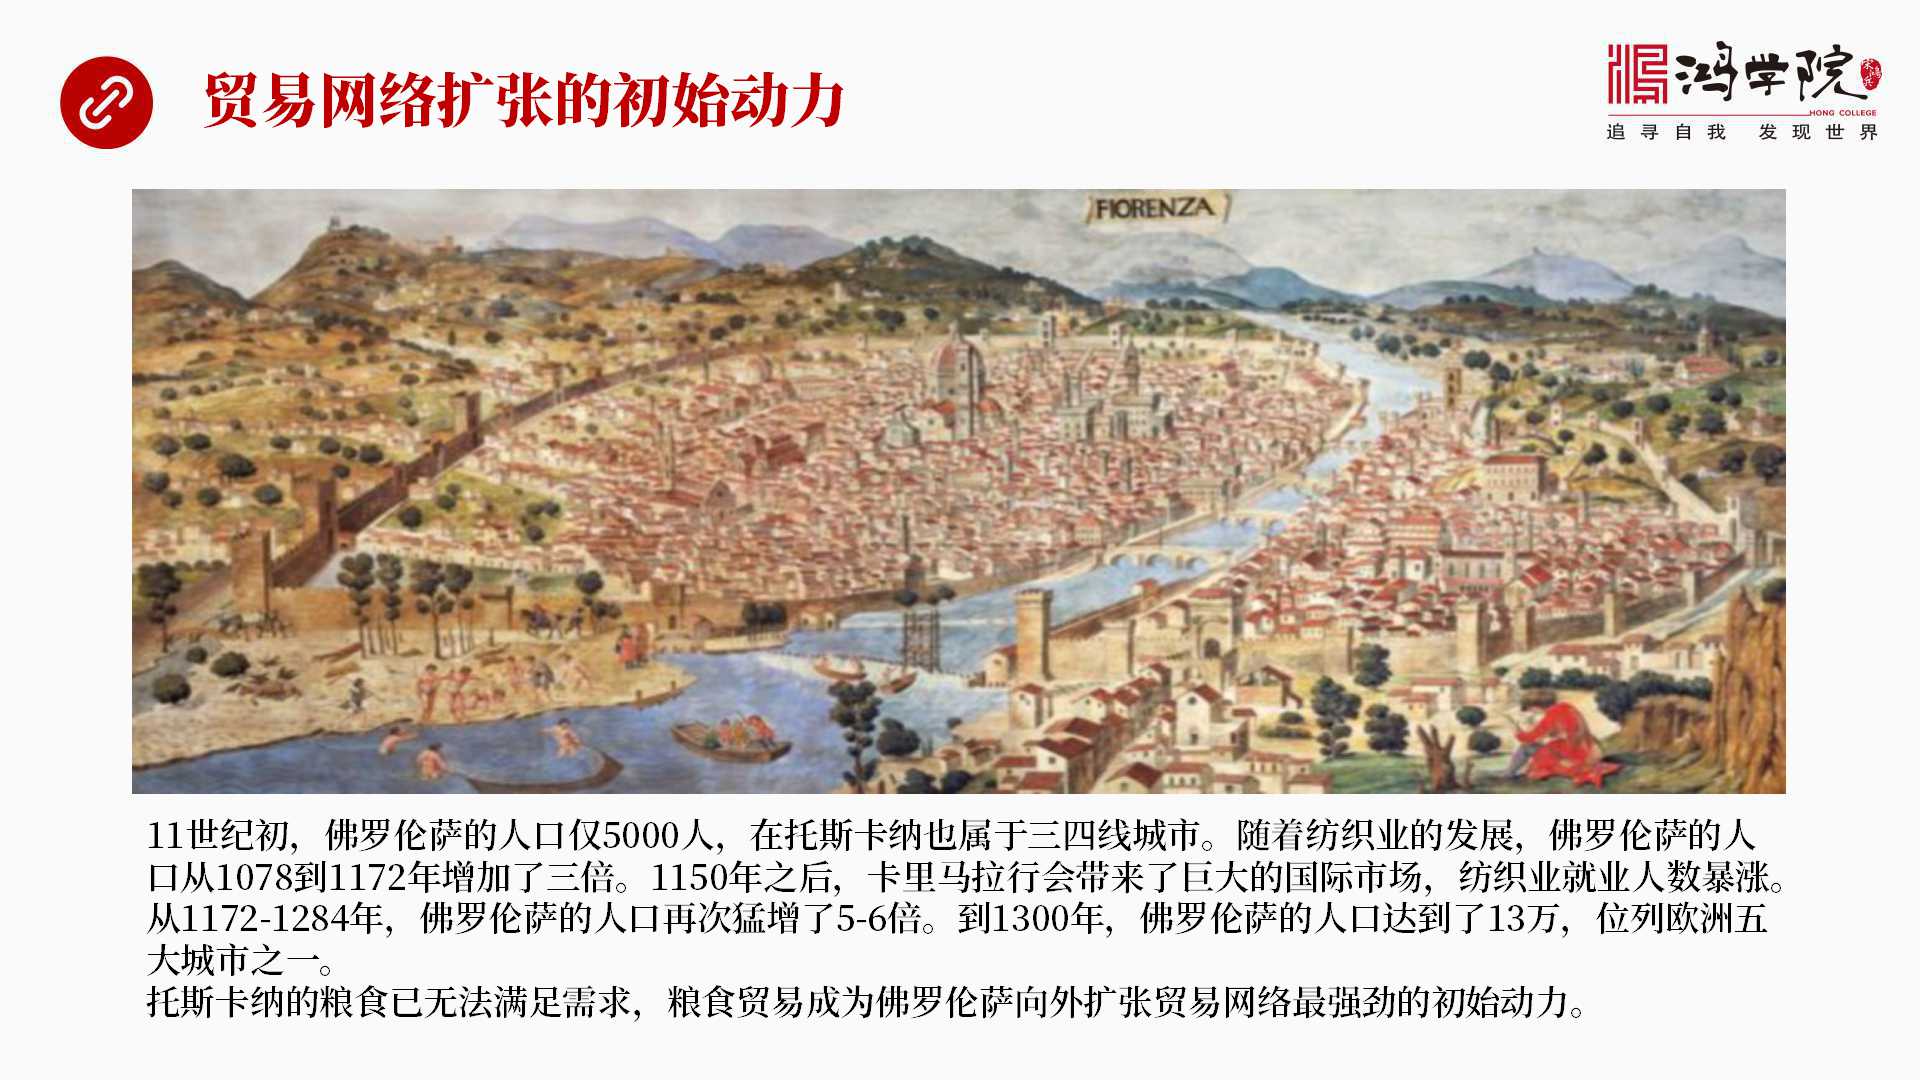 贸易网络扩张的初始动力
鸿学院
宋鸿兵
HONG COLLEGE
追寻自我 发现世界
FIORENZA
11世纪初，佛罗伦萨的人口仅5000人，在托斯卡纳也属于三四线城市。随着纺织业的发展，佛罗伦萨的人
口从1078到1172年增加了三倍。1150年之后，卡里马拉行会带来了巨大的国际市场，纺织业就业人数暴涨。
从1172-1284年，佛罗伦萨的人口再次猛增了5-6倍。到1300年，佛罗伦萨的人口达到了13万，位列欧洲五
大城市之一。
托斯卡纳的粮食已无法满足需求，粮食贸易成为佛罗伦萨向外扩张贸易网络最强劲的初始动力。